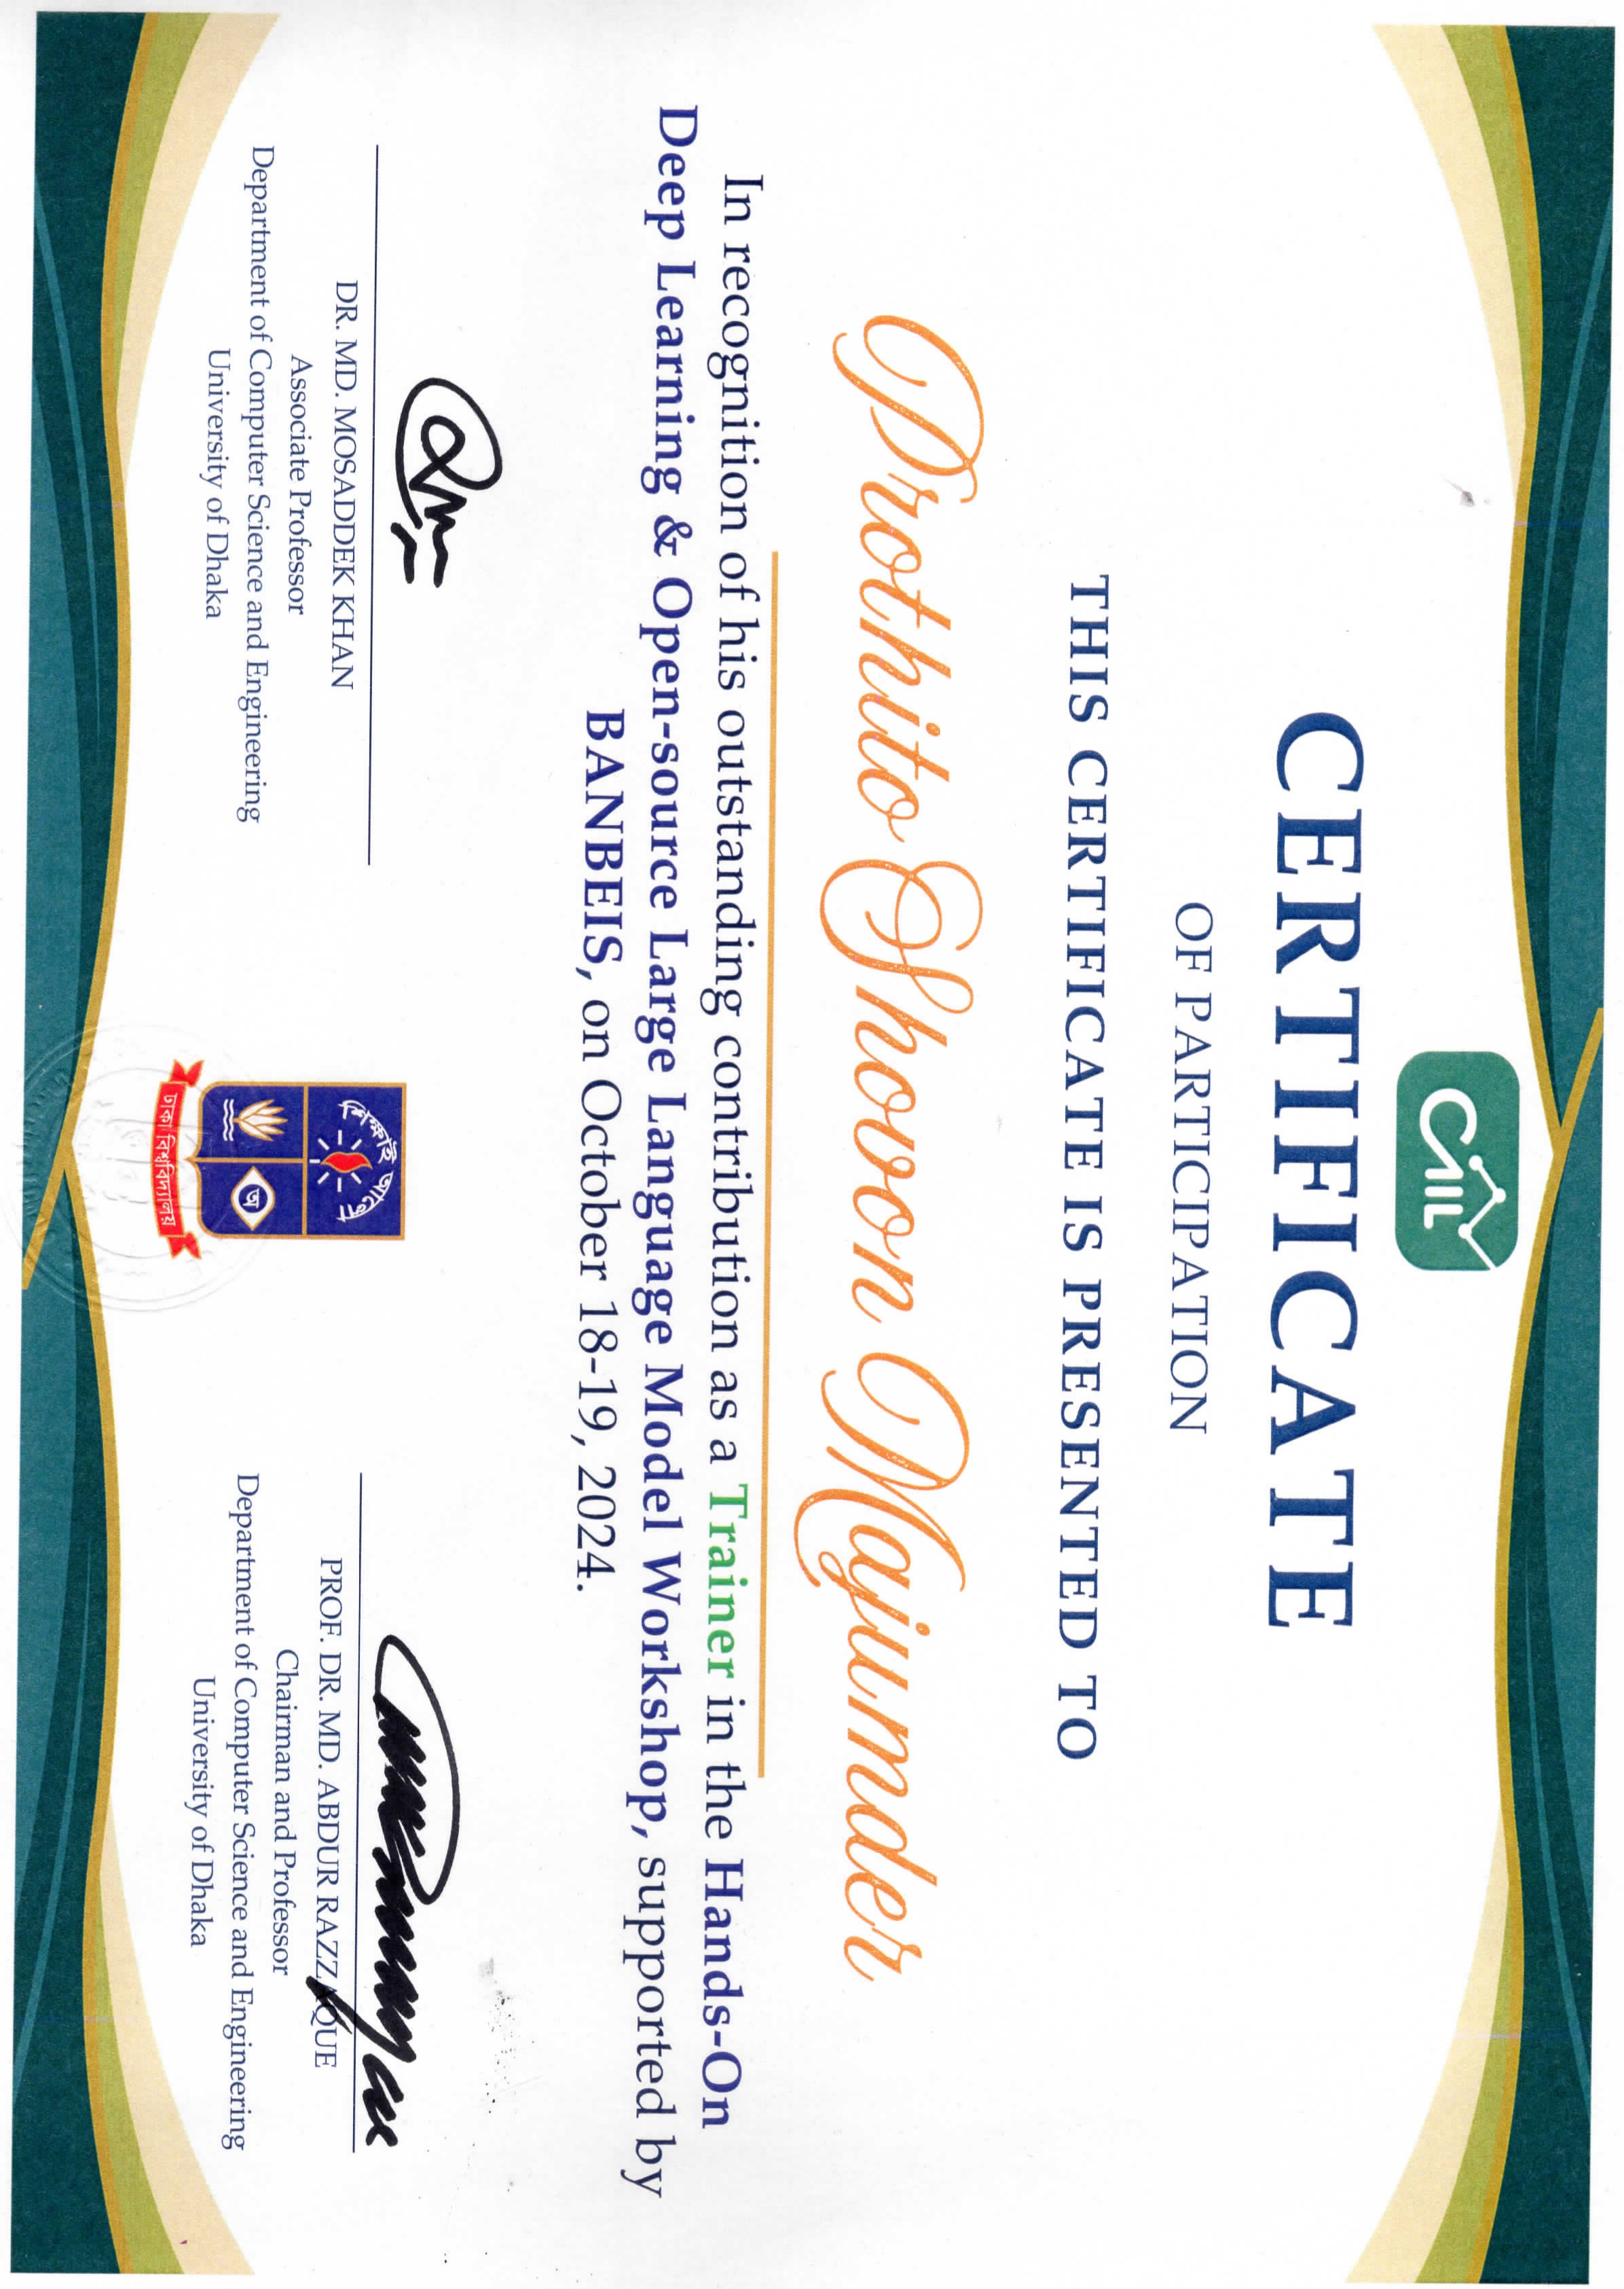 CAIIL
CERTIFICATE
OF PARTICIPATION
THIS CERTIFICATE IS PRESENTED TO
Prothito Shovon Majumder
In recognition of his outstanding contribution as a Trainer in the Hands-On
Deep Learning & Open-source Large Language Model Workshop, supported by
BANBEIS, on October 18-19, 2024.
DR. MD. MOSADDEK KHAN
Associate Professor
Department of Computer Science and Engineering
University of Dhaka
শিক্ষাই আলো
অ
ঢাকা বিশ্ববিদ্যালয়
PROF. DR. MD. ABDUR RAZZAQUE
Chairman and Professor
Department of Computer Science and Engineering
University of Dhaka